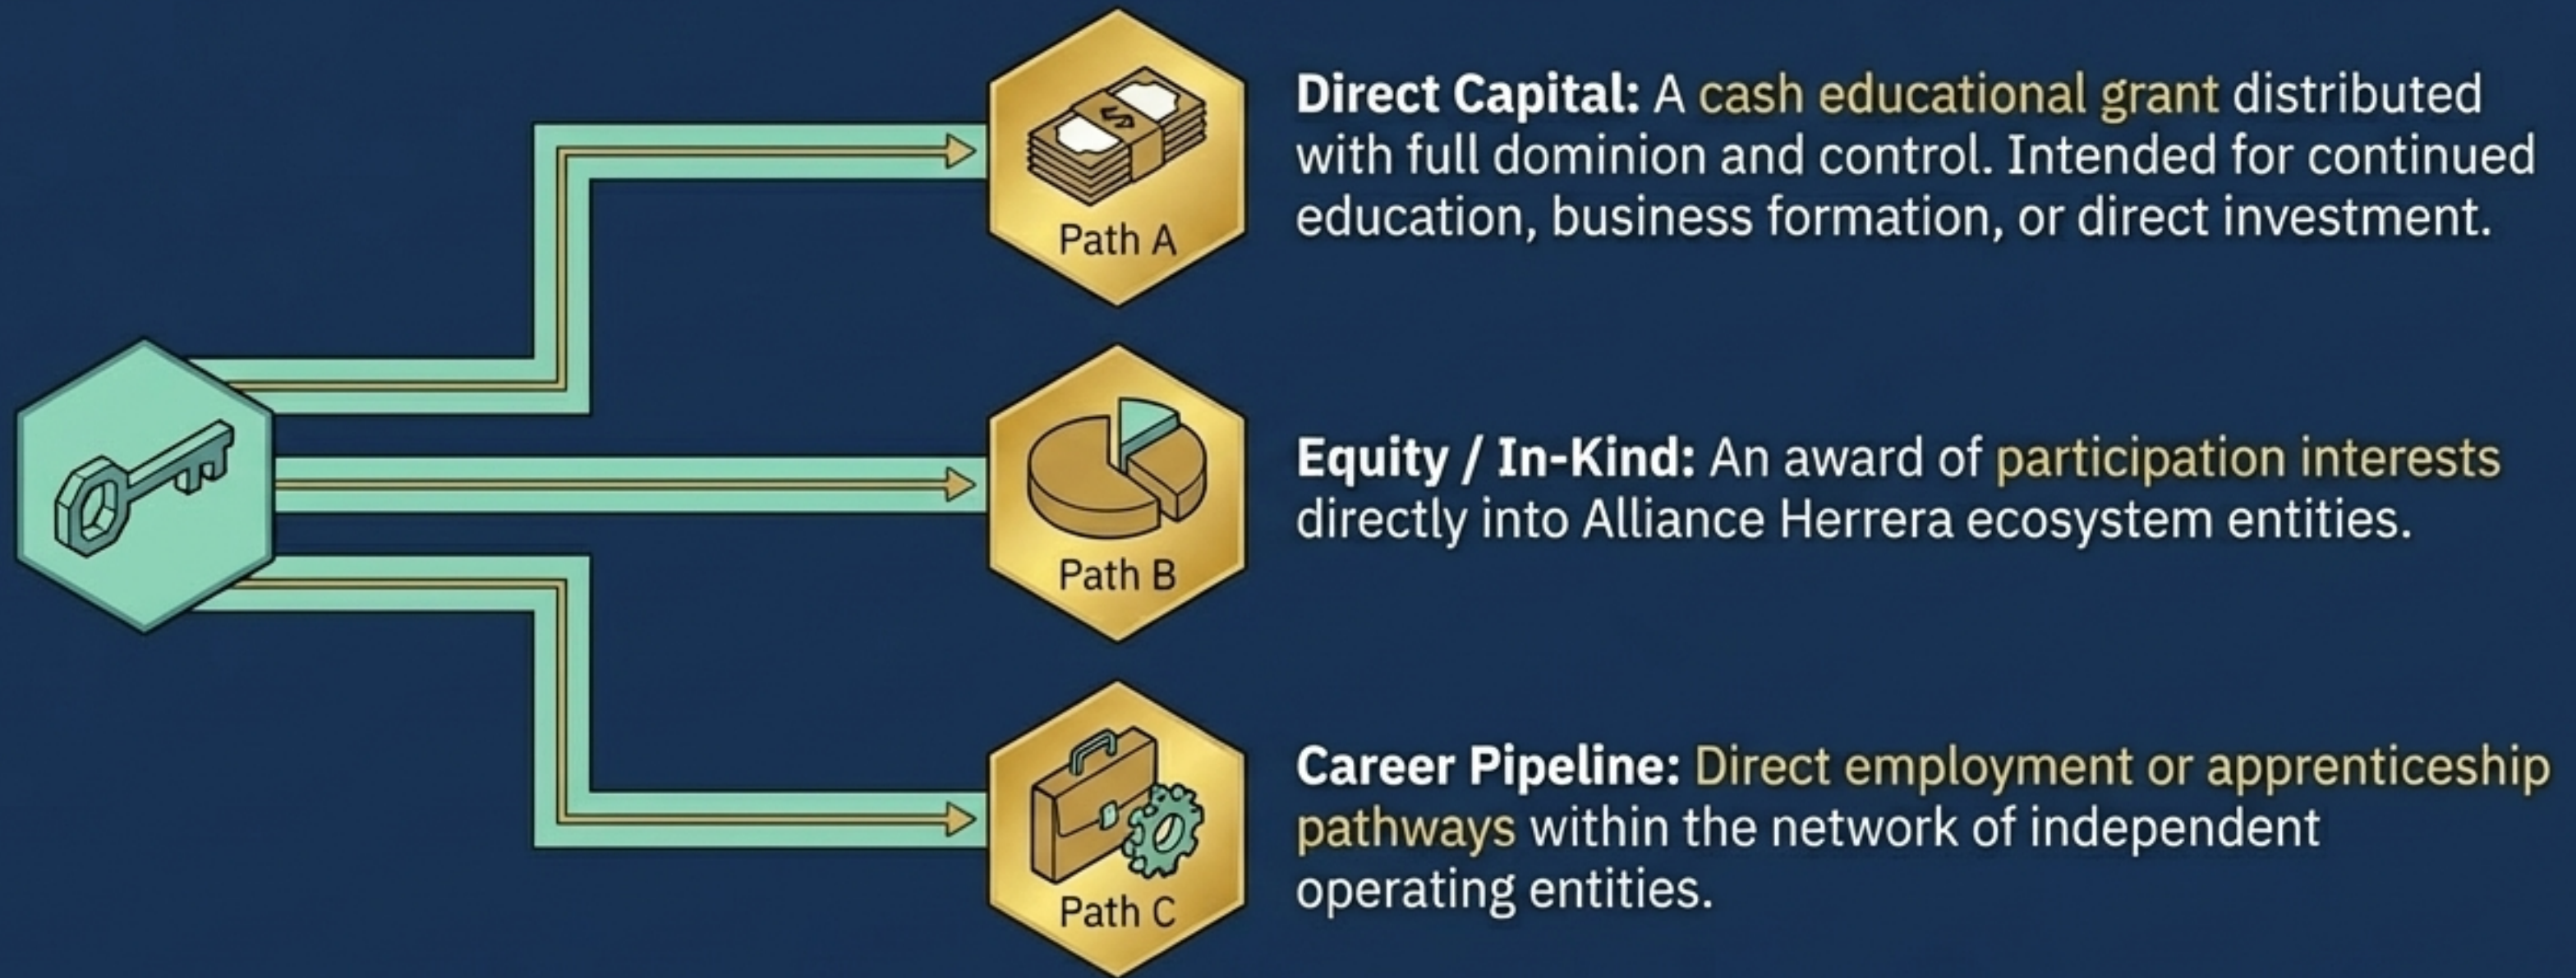 Direct Capital: A cash educational grant distributed
with full dominion and control. Intended for continued
education, business formation, or direct investment.
$
Path A
Equity / In-Kind: An award of participation interests
directly into Alliance Herrera ecosystem entities.
Path B
Career Pipeline: Direct employment or apprenticeship
pathways within the network of independent
operating entities.
Path C